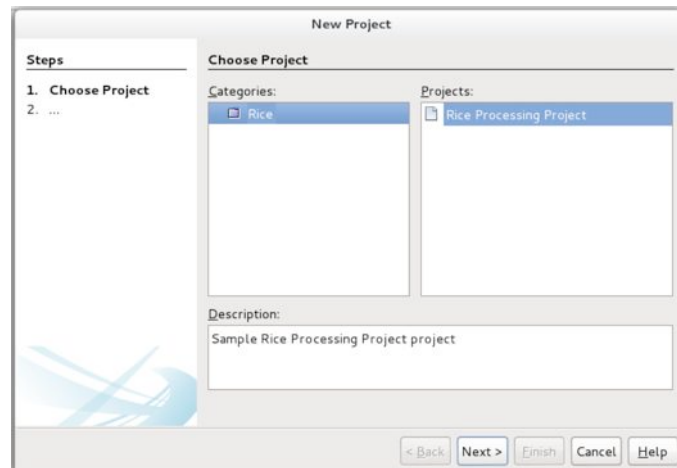 New Project
Steps
1. Choose Project
2. ...
Choose Project
Categories:
Rice
Projects:
Rice Processing Project
Description:
Sample Rice Processing Project project
< Back
Next >
Finish
Cancel
Help